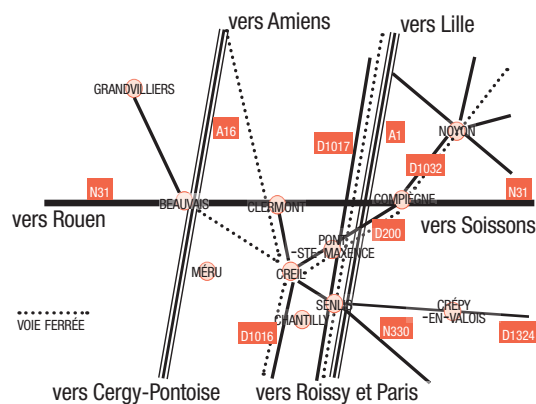 vers Amiens
vers Lille
GRANDVILLIERS
A16
A1
D1017
NOYON
D1032
N31
BEAUVAIS
CLERMONT
COMPIÈGNE
N31
vers Rouen
vers Soissons
D200
PONT
-STE-MAXENCE
MÉRU
CREIL
SENLIS
CRÉPY
-EN-VALOIS
CHANTILLY
VOIE FERRÉE
D1016
N330
D1324
vers Cergy-Pontoise
vers Roissy et Paris